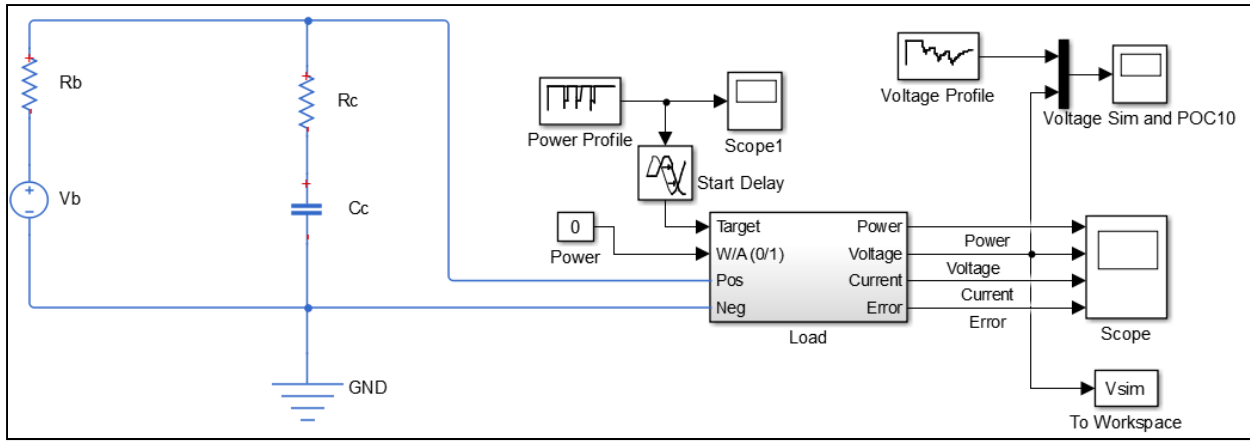 Rb
Rc
Vb
Cc
GND
Power Profile
Scope1
Start Delay
0
Power
Target
W/A (0/1)
Pos
Neg
Power
Voltage
Current
Error
Load
Power
Voltage
Current
Error
Voltage Profile
Voltage Sim and POC10
Scope
Vsim
To Workspace